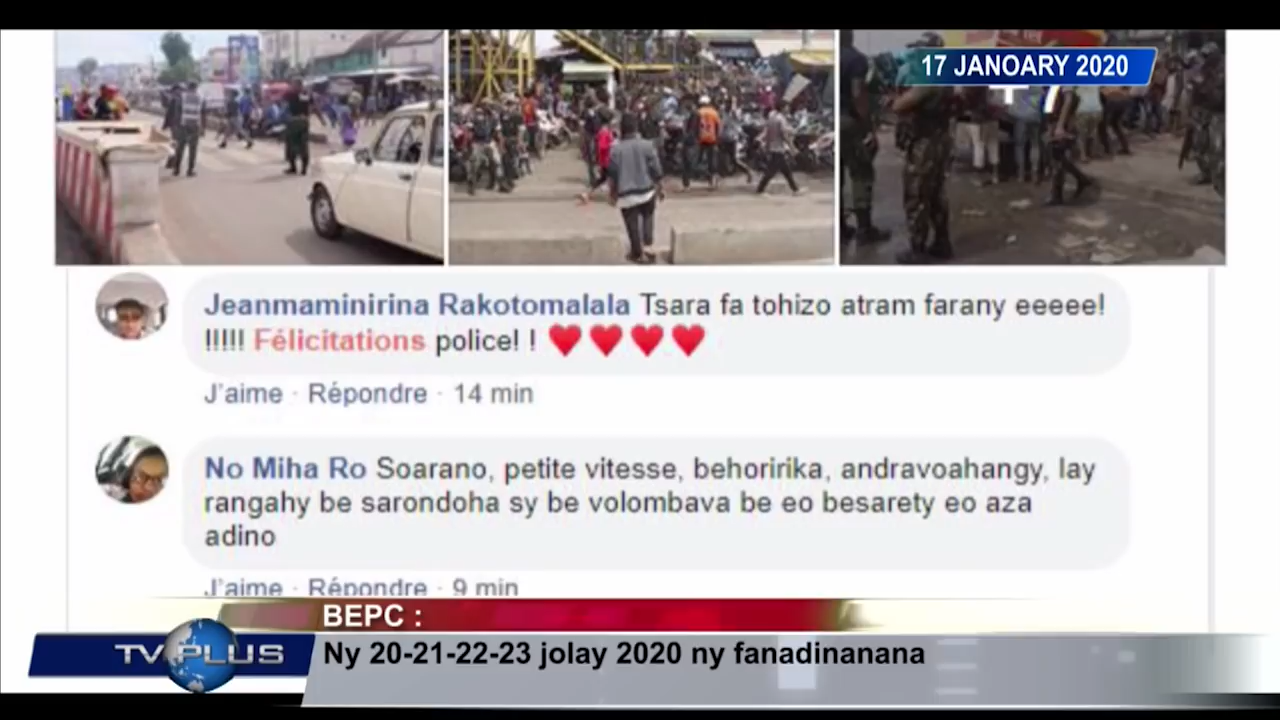 17 JANOARY 2020
+7
Jeanmaminirina Rakotomalala Tsara fa tohizo atram farany eeeee!
!!!!! Félicitations police! ! ♥♥♥♥
J'aime · Répondre · 14 min
No Miha Ro Soarano, petite vitesse, behoririka, andravoahangy, lay
rangahy be sarondoha sy be volombava be eo besarety eo aza
adino
J'aime · Répondre · 9 min
BEPC :
TV PLUS
Ny 20-21-22-23 jolay 2020 ny fanadinanana